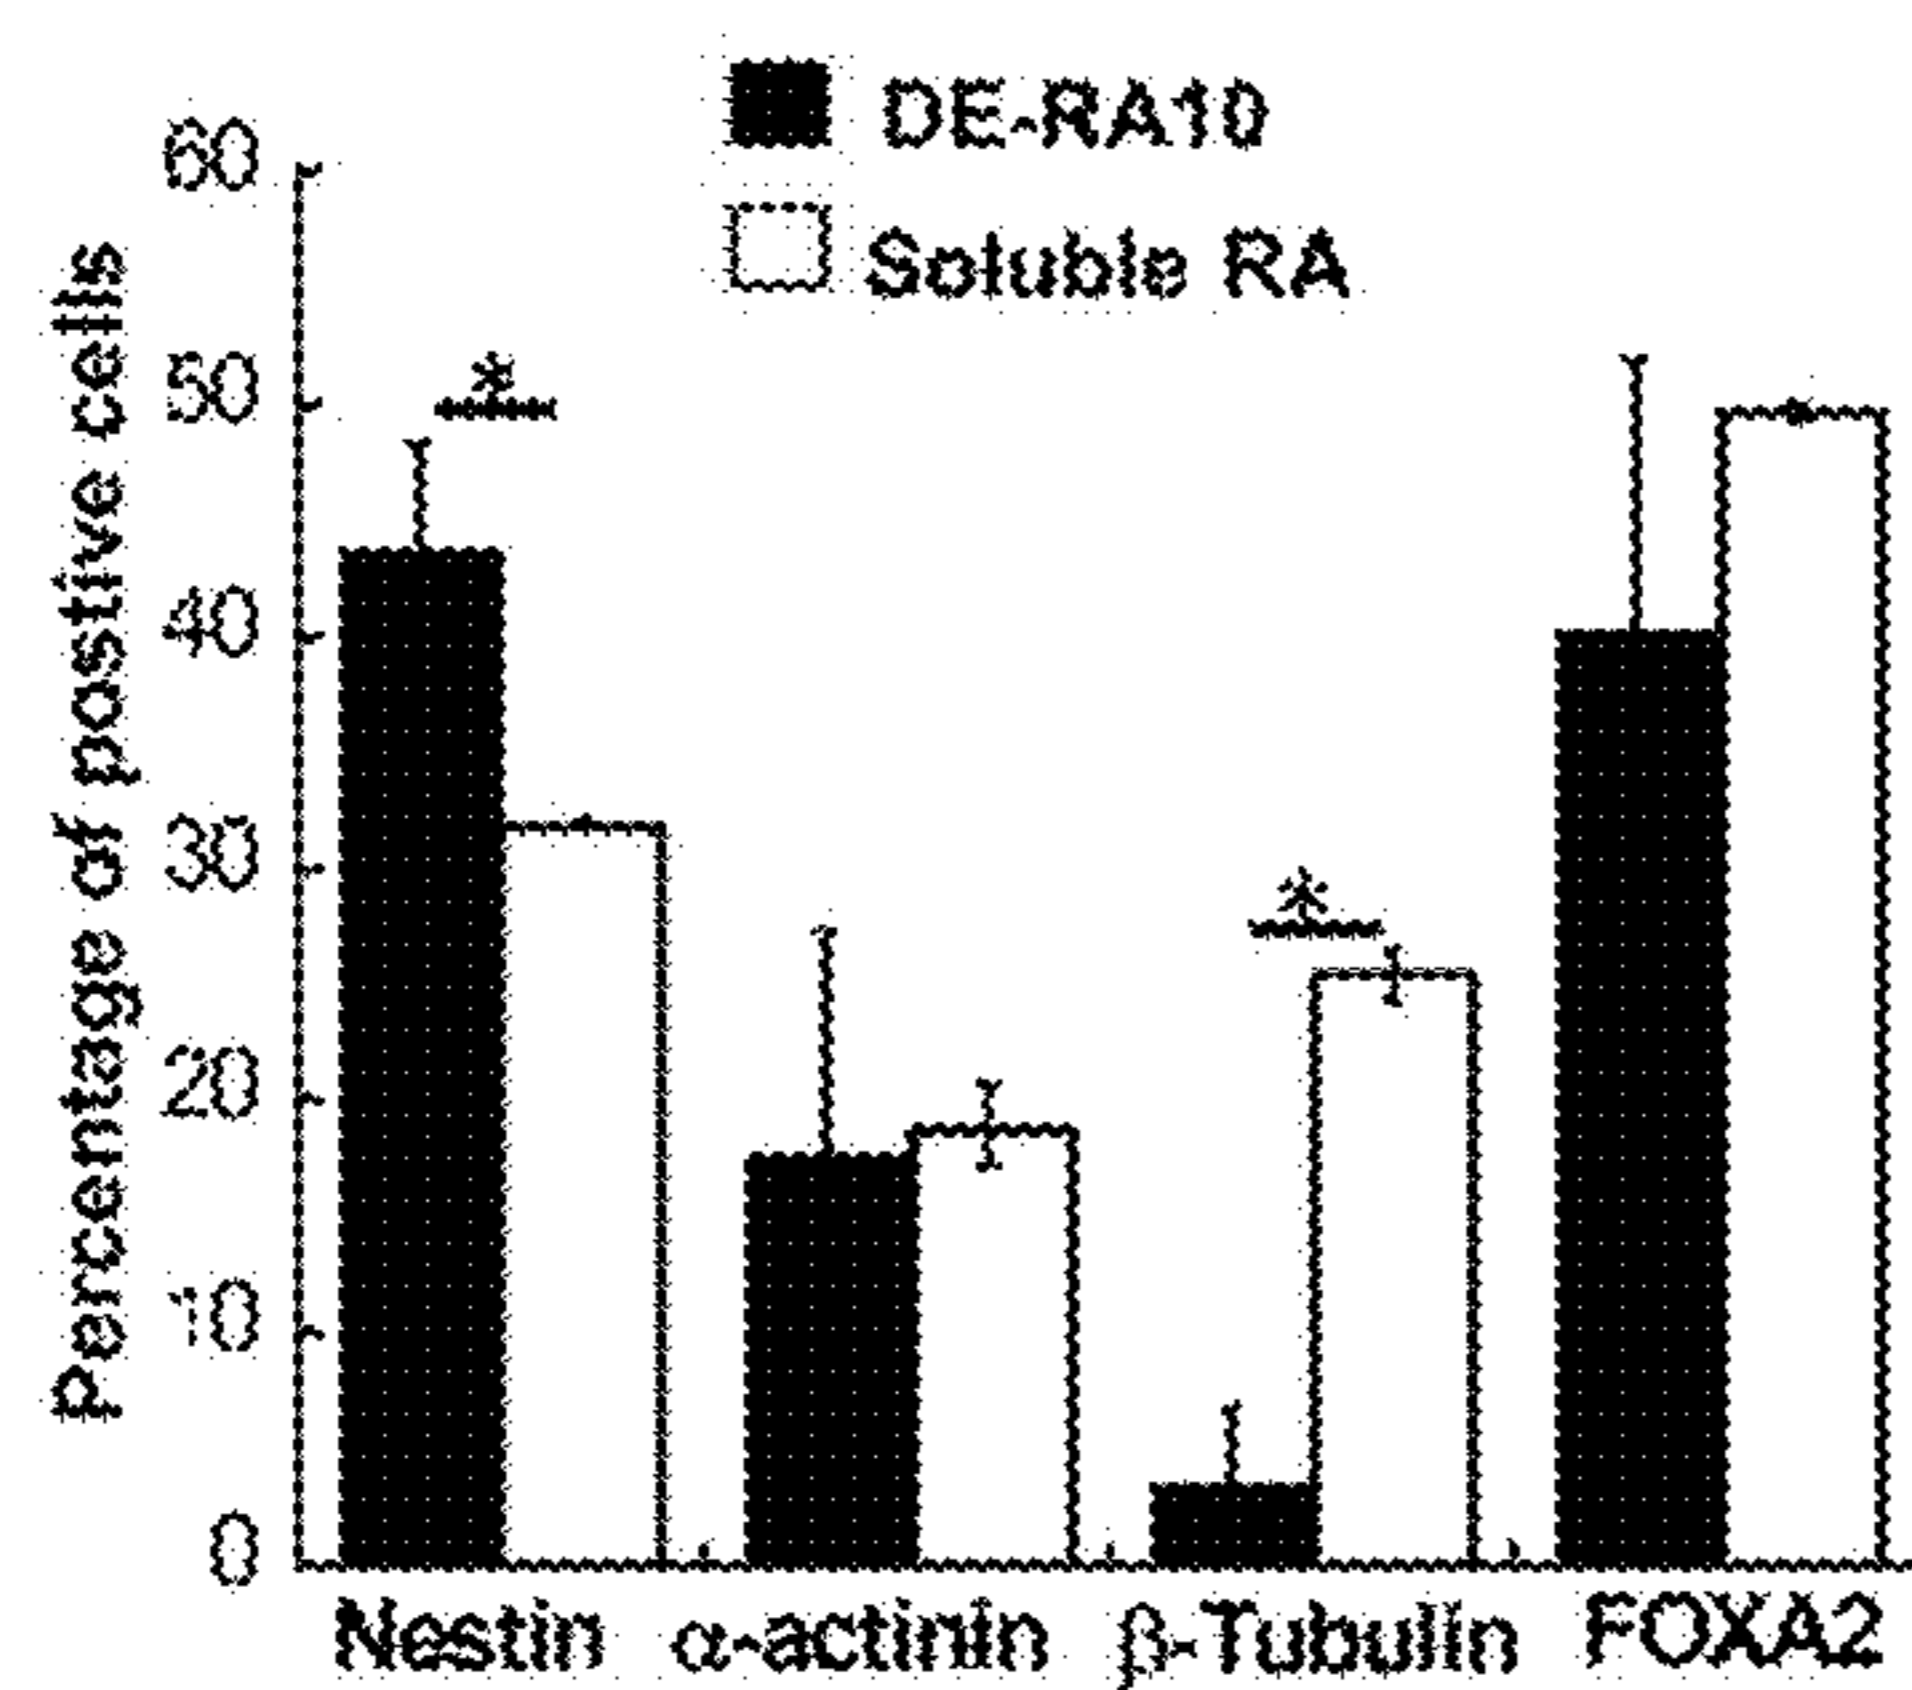 DE-RA10
Soluble RA
Percentage of postive cells
60
50
40
30
20
10
0
*
*
Nestin α-actinin β-Tubulin FOXA2